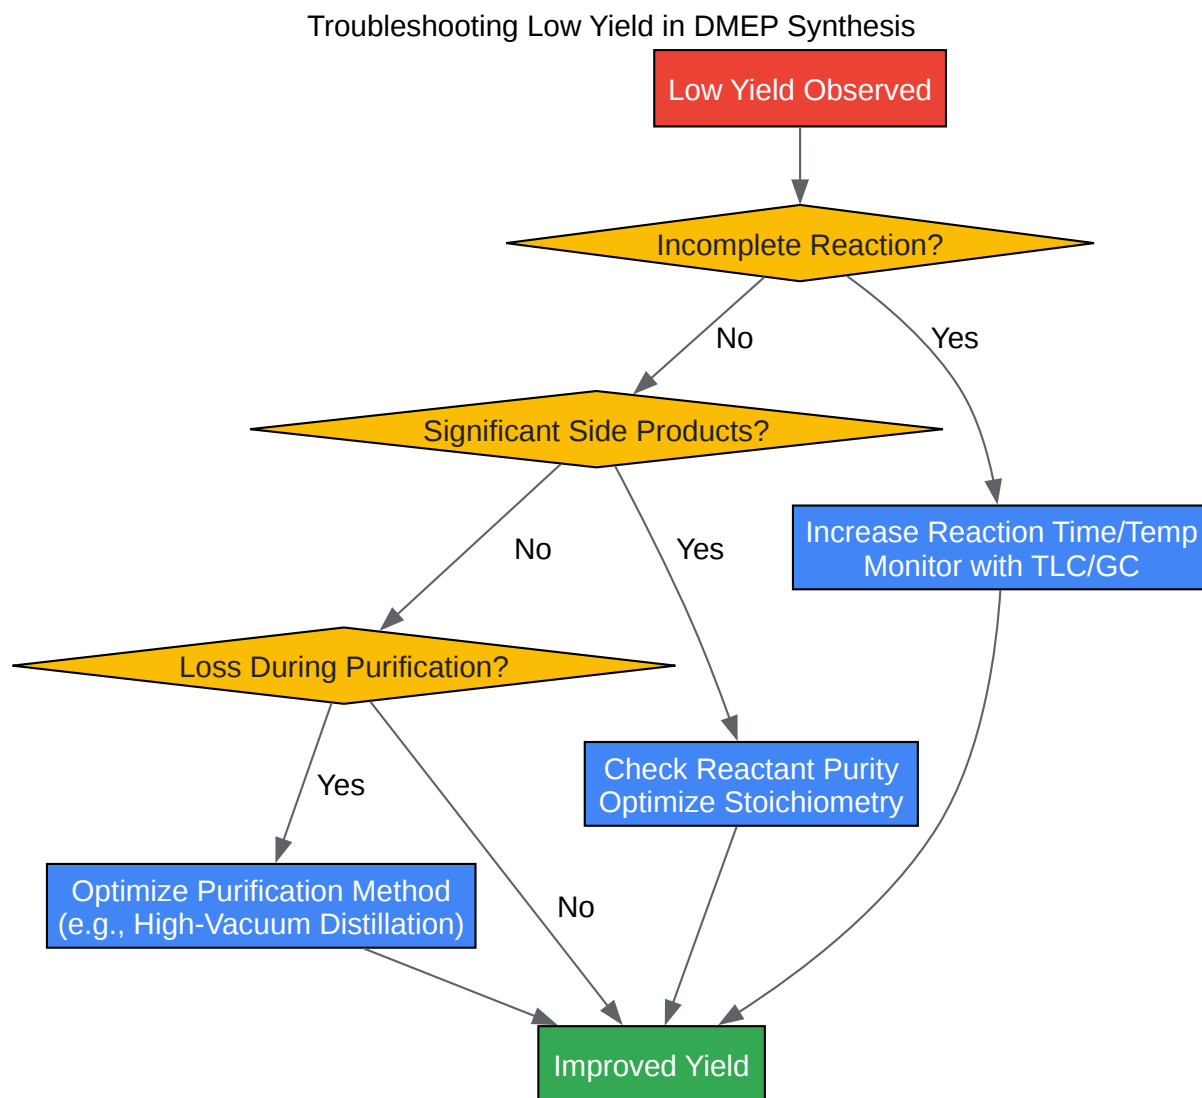 Troubleshooting Low Yield in DMEP Synthesis
Low Yield Observed
Incomplete Reaction?
No
Yes
Significant Side Products?
No
Yes
Increase Reaction Time/Temp
Monitor with TLC/GC
Loss During Purification?
Yes
No
Check Reactant Purity
Optimize Stoichiometry
Optimize Purification Method
(e.g., High-Vacuum Distillation)
Improved Yield